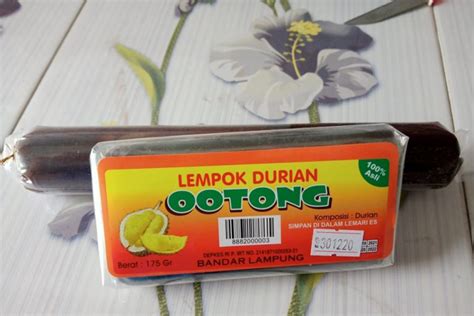 LEMPOK DURIAN
OOTONG
100%
Asli
8882000003
Komposisi : Durian
SIMPAN DI DALAM LEMARI ES
Berat : 175 Gr
BANDAR LAMPUNG